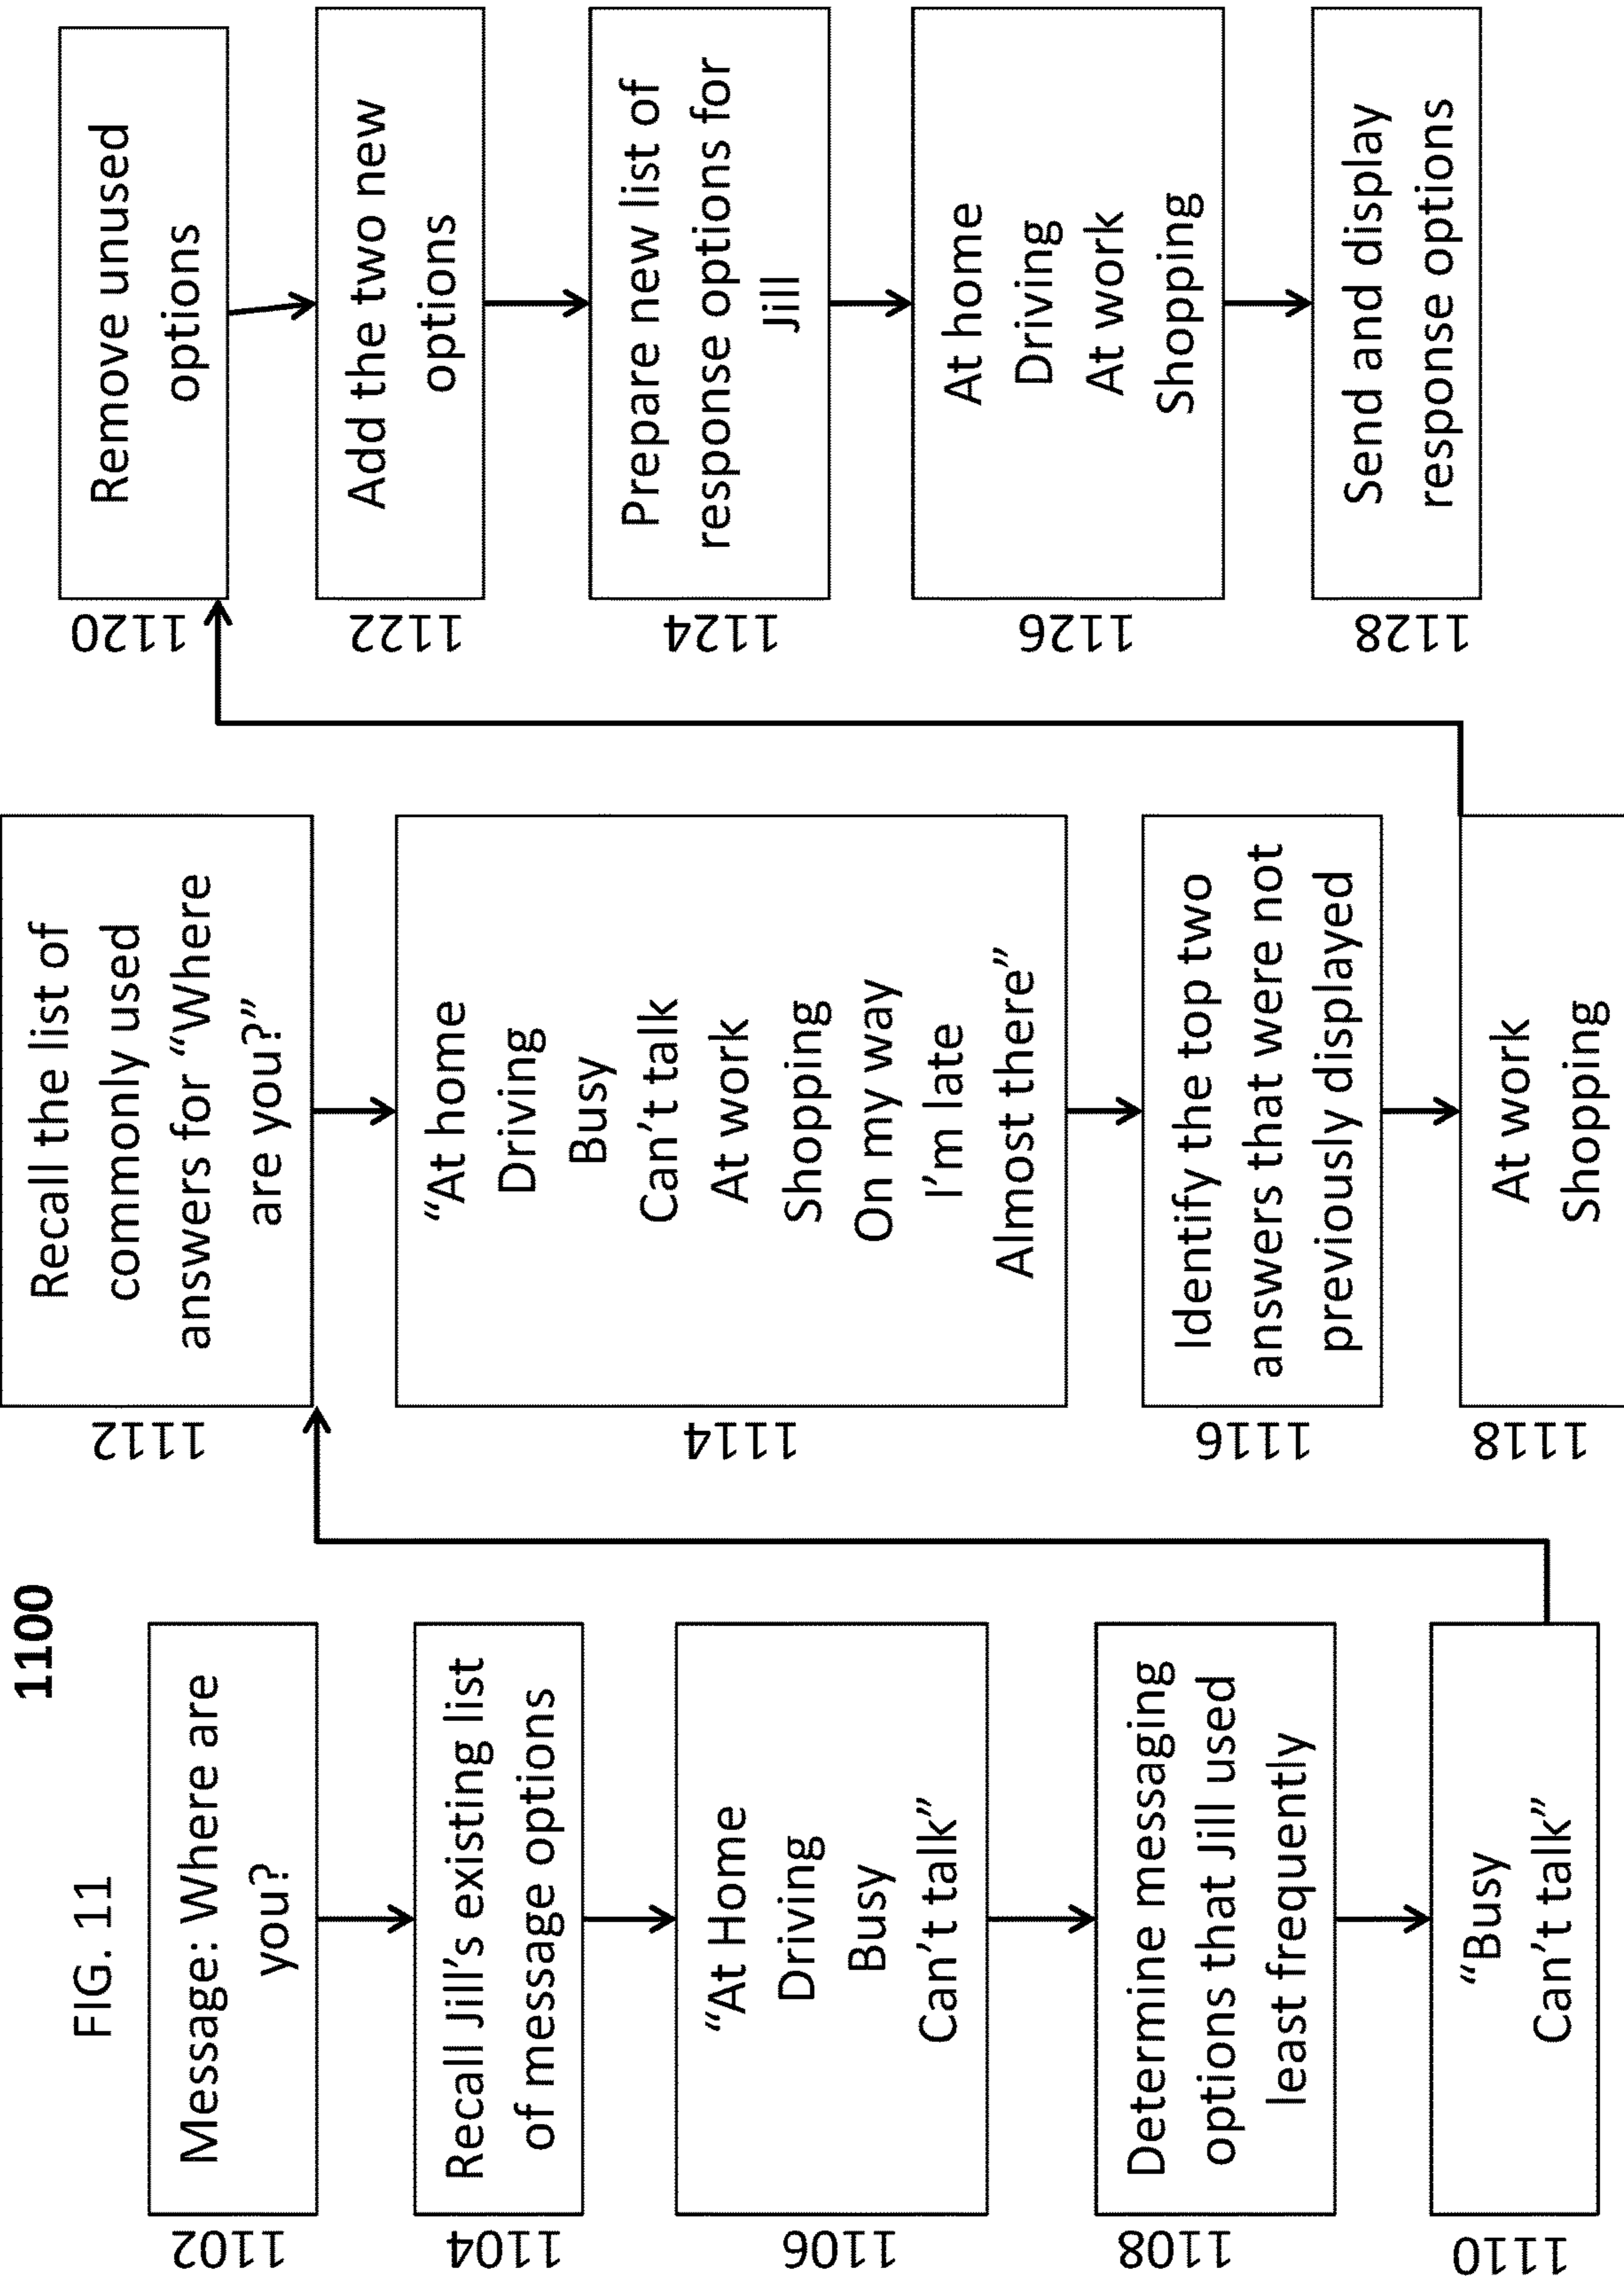 1100
FIG. 11
1102
Message: Where are
you?
1104
Recall Jill's existing list
of message options
1106
“At Home
Driving
Busy
Can't talk”
1108
Determine messaging
options that Jill used
least frequently
1110
“Busy
Can't talk”
1112
Recall the list of
commonly used
answers for “Where
are you?”
1114
“At home
Driving
Busy
Can't talk
At work
Shopping
On my way
I'm late
Almost there”
1116
Identify the top two
answers that were not
previously displayed
1118
At work
Shopping
1120
Remove unused
options
1122
Add the two new
options
1124
Prepare new list of
response options for
Jill
1126
At home
Driving
At work
Shopping
1128
Send and display
response options